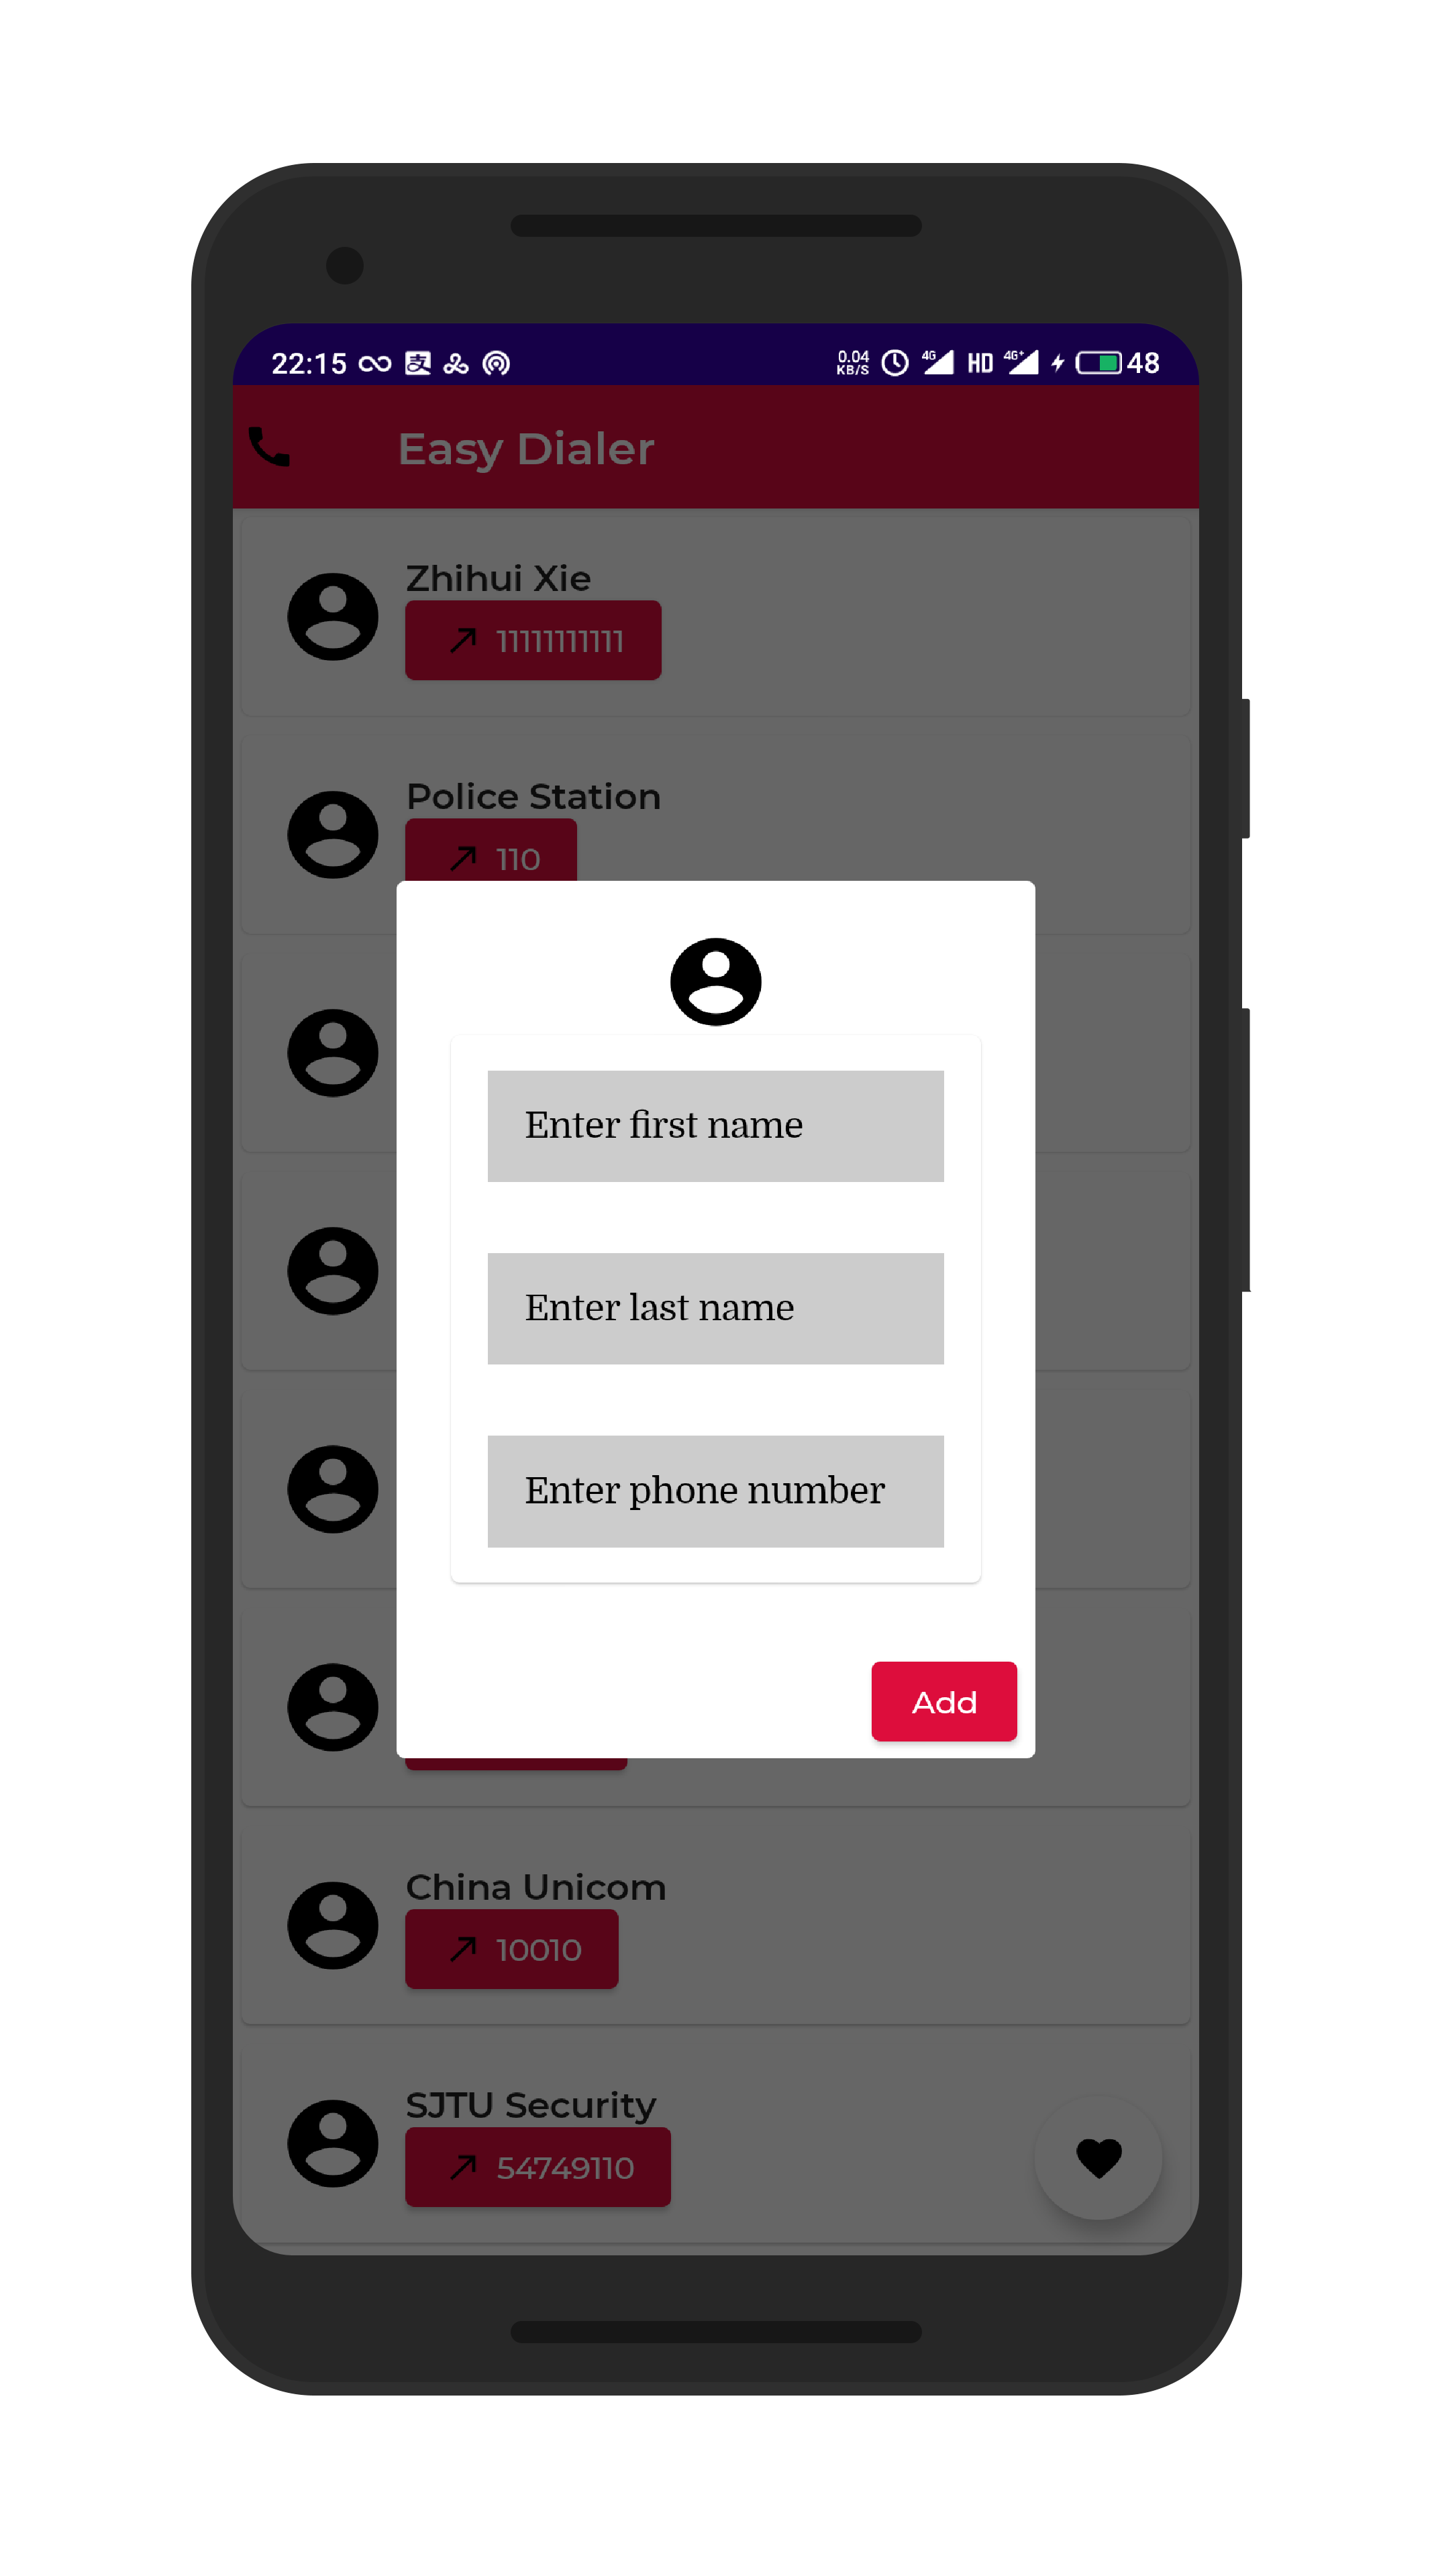 22:15 支 0.04 KB/S 4G HD 4G+ 48
Easy Dialer
Zhihui Xie
11111111111
Police Station
110
Enter first name
Enter last name
Enter phone number
Add
China Unicom
10010
SJTU Security
54749110